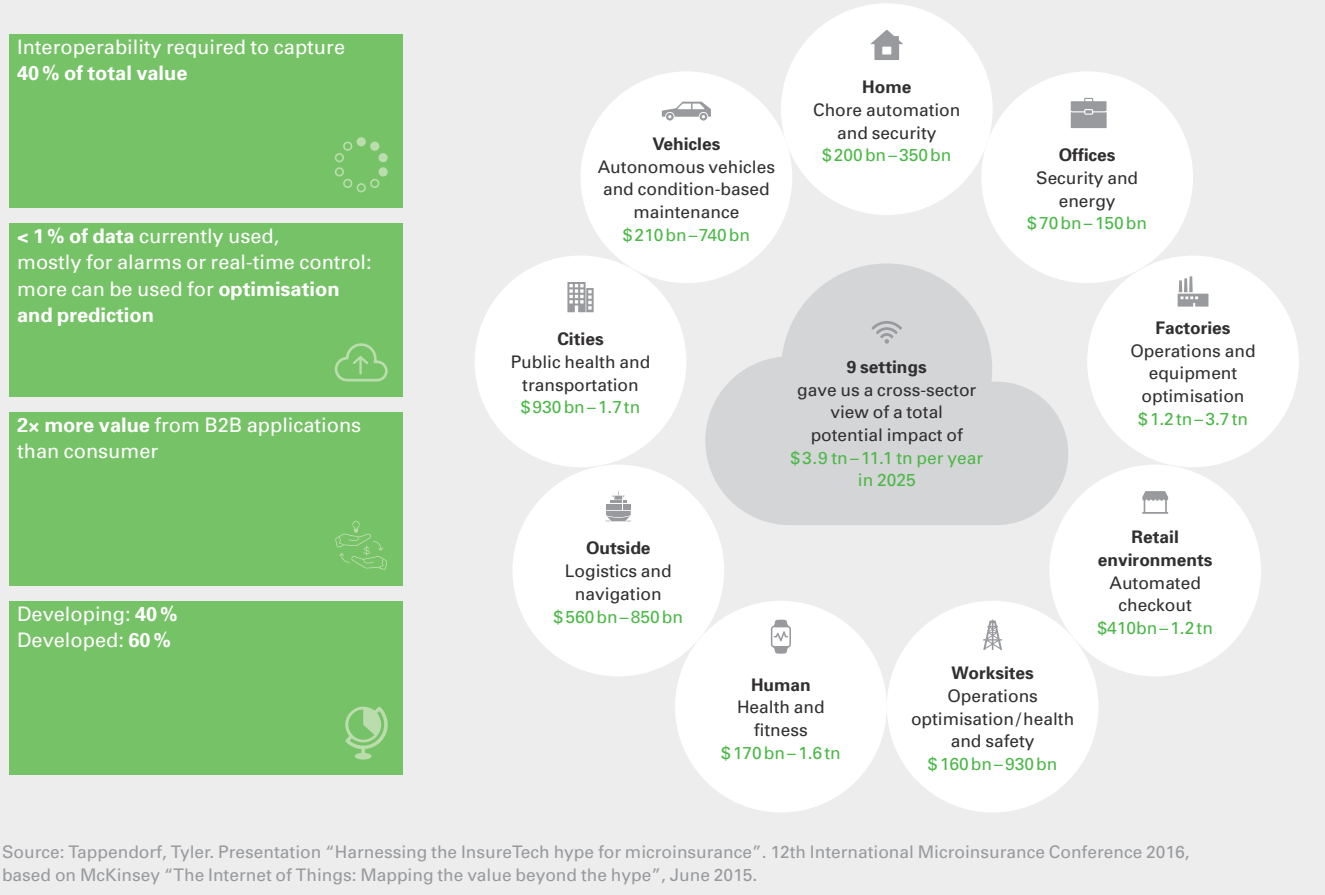 Interoperability required to capture
40 % of total value
< 1 % of data currently used,
mostly for alarms or real-time control:
more can be used for optimisation
and prediction
2x more value from B2B applications
than consumer
Developing: 40 %
Developed: 60 %
Home
Chore automation
and security
$ 200 bn – 350 bn
Offices
Security and
energy
$ 70 bn – 150 bn
Factories
Operations and
equipment
optimisation
$ 1.2 tn – 3.7 tn
Retail
environments
Automated
checkout
$410bn – 1.2 tn
Worksites
Operations
optimisation / health
and safety
$ 160 bn – 930 bn
Human
Health and
fitness
$ 170 bn – 1.6 tn
Outside
Logistics and
navigation
$ 560 bn – 850 bn
Cities
Public health and
transportation
$ 930 bn – 1.7 tn
Vehicles
Autonomous vehicles
and condition-based
maintenance
$ 210 bn – 740 bn
9 settings
gave us a cross-sector
view of a total
potential impact of
$ 3.9 tn – 11.1 tn per year
in 2025
$
Source: Tappendorf, Tyler. Presentation “Harnessing the InsureTech hype for microinsurance”. 12th International Microinsurance Conference 2016,
based on McKinsey “The Internet of Things: Mapping the value beyond the hype”, June 2015.